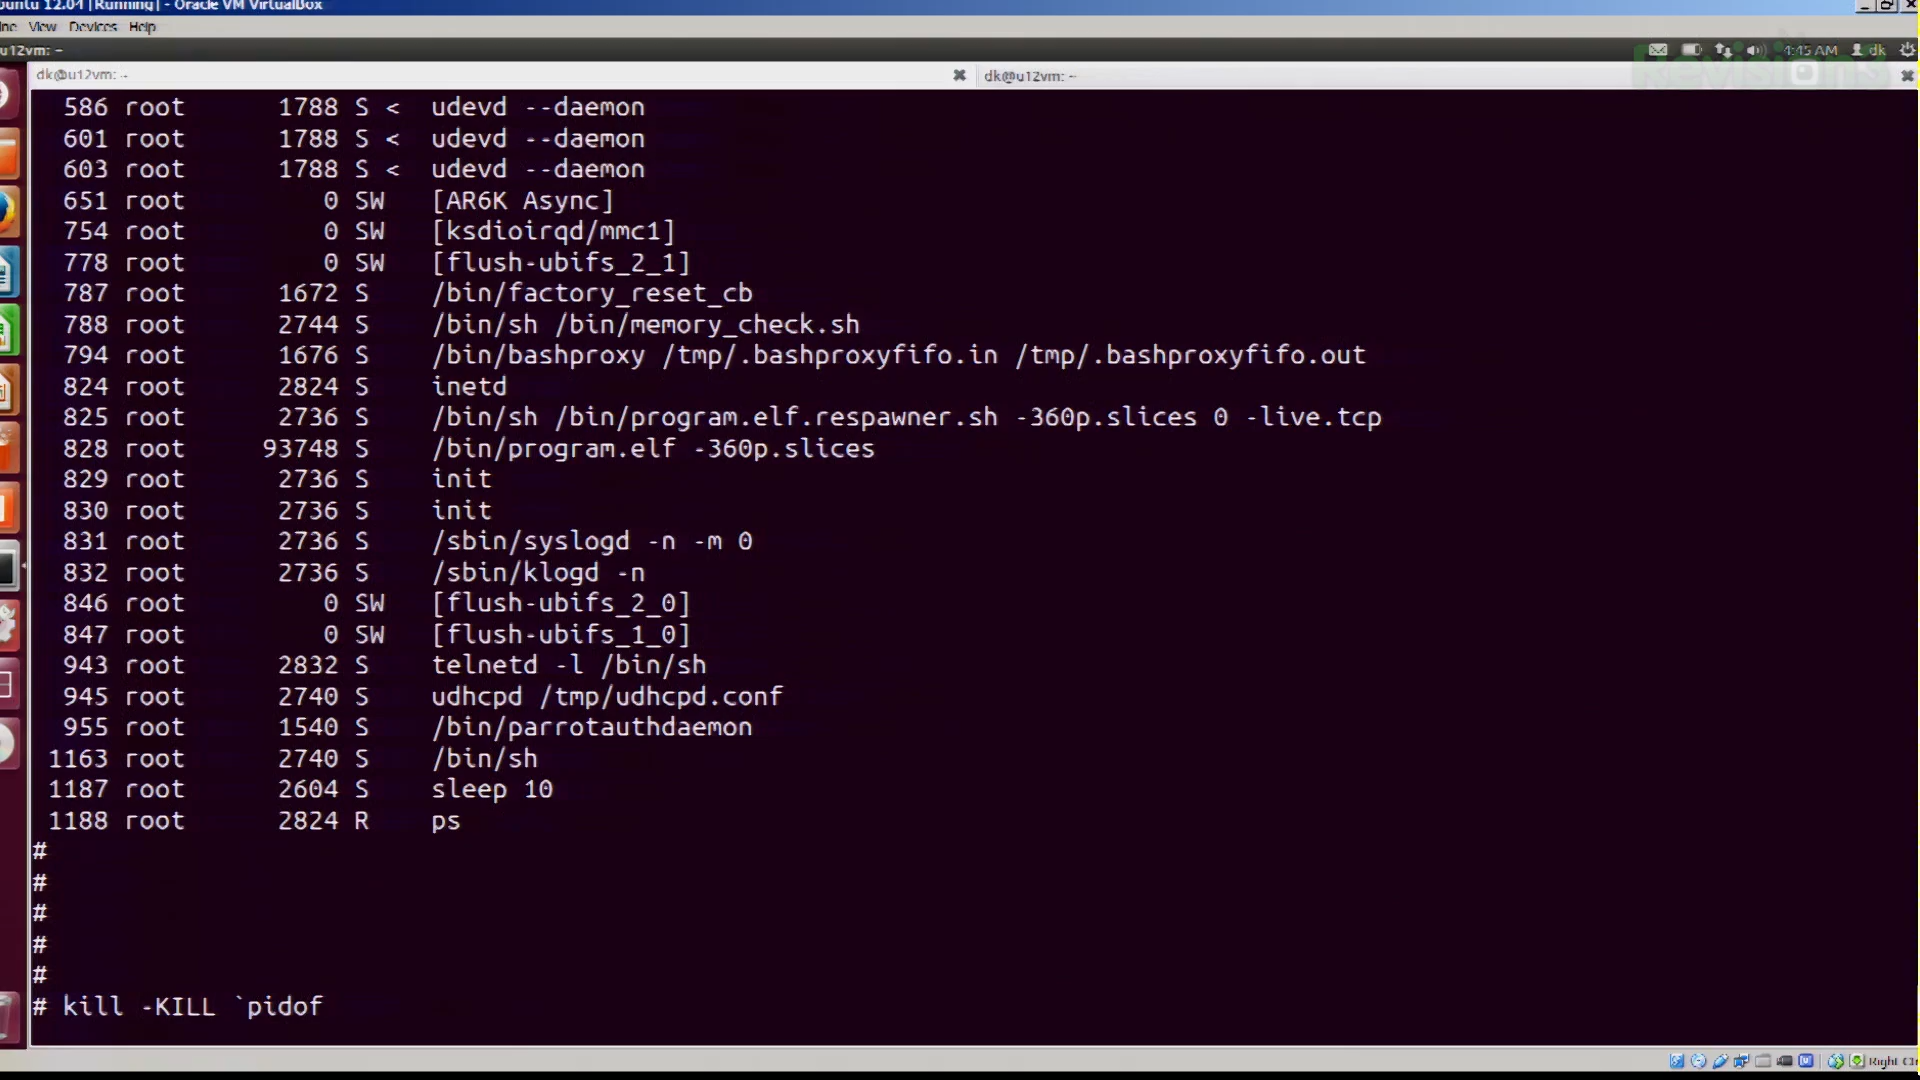 buntu 12.04 [Running] - Oracle VM VirtualBox
View Devices Help
u12vm: ~
4:45 AM dk
dk@u12vm: ~
dk@u12vm: ~
586 root 1788 S < udevd --daemon
601 root 1788 S < udevd --daemon
603 root 1788 S < udevd --daemon
651 root 0 SW [AR6K Async]
754 root 0 SW [ksdioirqd/mmc1]
778 root 0 SW [flush-ubifs_2_1]
787 root 1672 S /bin/factory_reset_cb
788 root 2744 S /bin/sh /bin/memory_check.sh
794 root 1676 S /bin/bashproxy /tmp/.bashproxyfifo.in /tmp/.bashproxyfifo.out
824 root 2824 S inetd
825 root 2736 S /bin/sh /bin/program.elf.respawner.sh -360p.slices 0 -live.tcp
828 root 93748 S /bin/program.elf -360p.slices
829 root 2736 S init
830 root 2736 S init
831 root 2736 S /sbin/syslogd -n -m 0
832 root 2736 S /sbin/klogd -n
846 root 0 SW [flush-ubifs_2_0]
847 root 0 SW [flush-ubifs_1_0]
943 root 2832 S telnetd -l /bin/sh
945 root 2740 S udhcpd /tmp/udhcpd.conf
955 root 1540 S /bin/parrotauthdaemon
1163 root 2740 S /bin/sh
1187 root 2604 S sleep 10
1188 root 2824 R ps
#
#
#
#
#
# kill -KILL `pidof
Right Ct